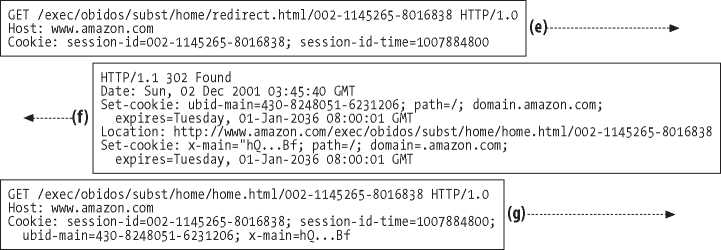 GET /exec/obidos/subst/home/redirect.html/002-1145265-8016838 HTTP/1.0
Host: www.amazon.com
Cookie: session-id=002-1145265-8016838; session-id-time=1007884800
(e)
HTTP/1.1 302 Found
Date: Sun, 02 Dec 2001 03:45:40 GMT
Set-cookie: ubid-main=430-8248051-6231206; path=/; domain.amazon.com;
expires=Tuesday, 01-Jan-2036 08:00:01 GMT
(f)
Location: http://www.amazon.com/exec/obidos/subst/home/home.html/002-1145265-8016838
Set-cookie: x-main="hQ...Bf; path=/; domain=.amazon.com;
expires=Tuesday, 01-Jan-2036 08:00:01 GMT
GET /exec/obidos/subst/home/home.html/002-1145265-8016838 HTTP/1.0
Host: www.amazon.com
Cookie: session-id=002-1145265-8016838; session-id-time=1007884800;
ubid-main=430-8248051-6231206; x-main=hQ...Bf
(g)